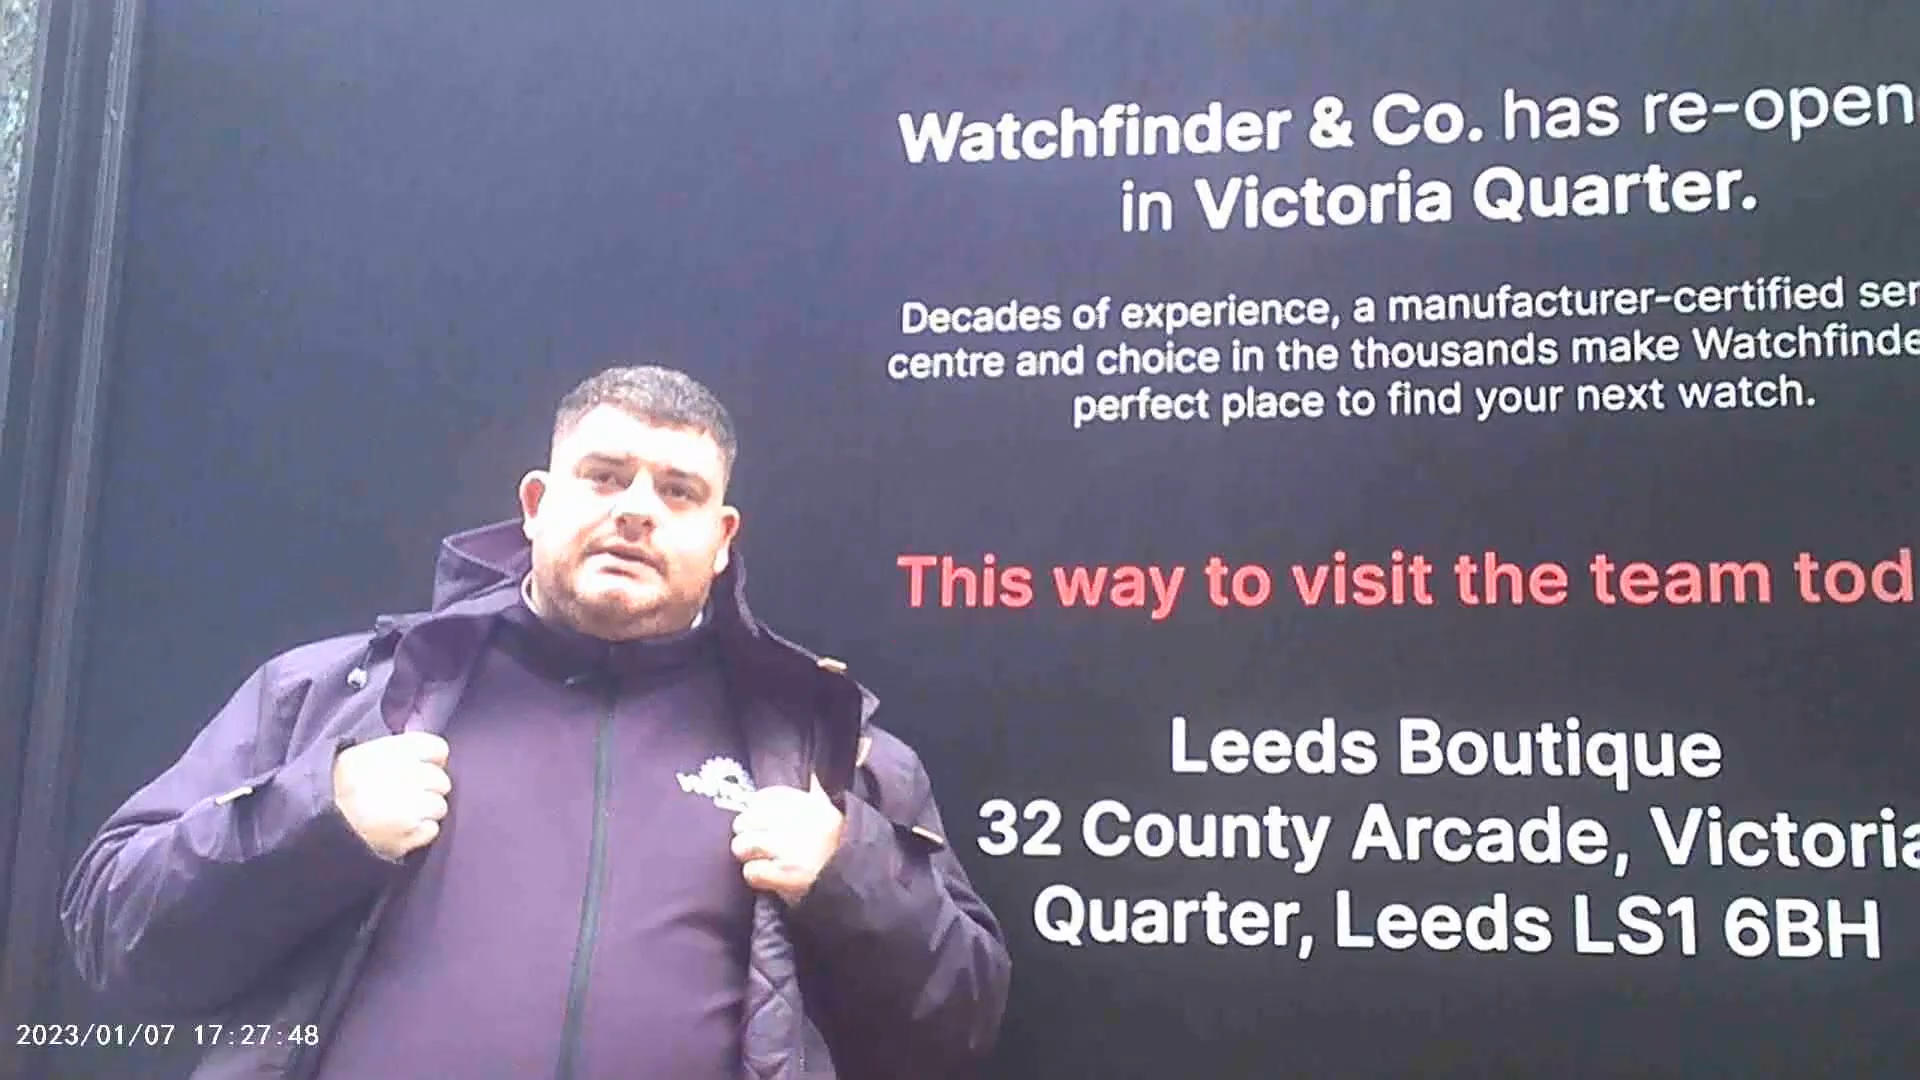 Watchfinder & Co. has re-open
in Victoria Quarter.
Decades of experience, a manufacturer-certified ser
centre and choice in the thousands make Watchfinde
perfect place to find your next watch.
This way to visit the team tod
Leeds Boutique
32 County Arcade, Victoria
Quarter, Leeds LS1 6BH
2023/01/07 17:27:48